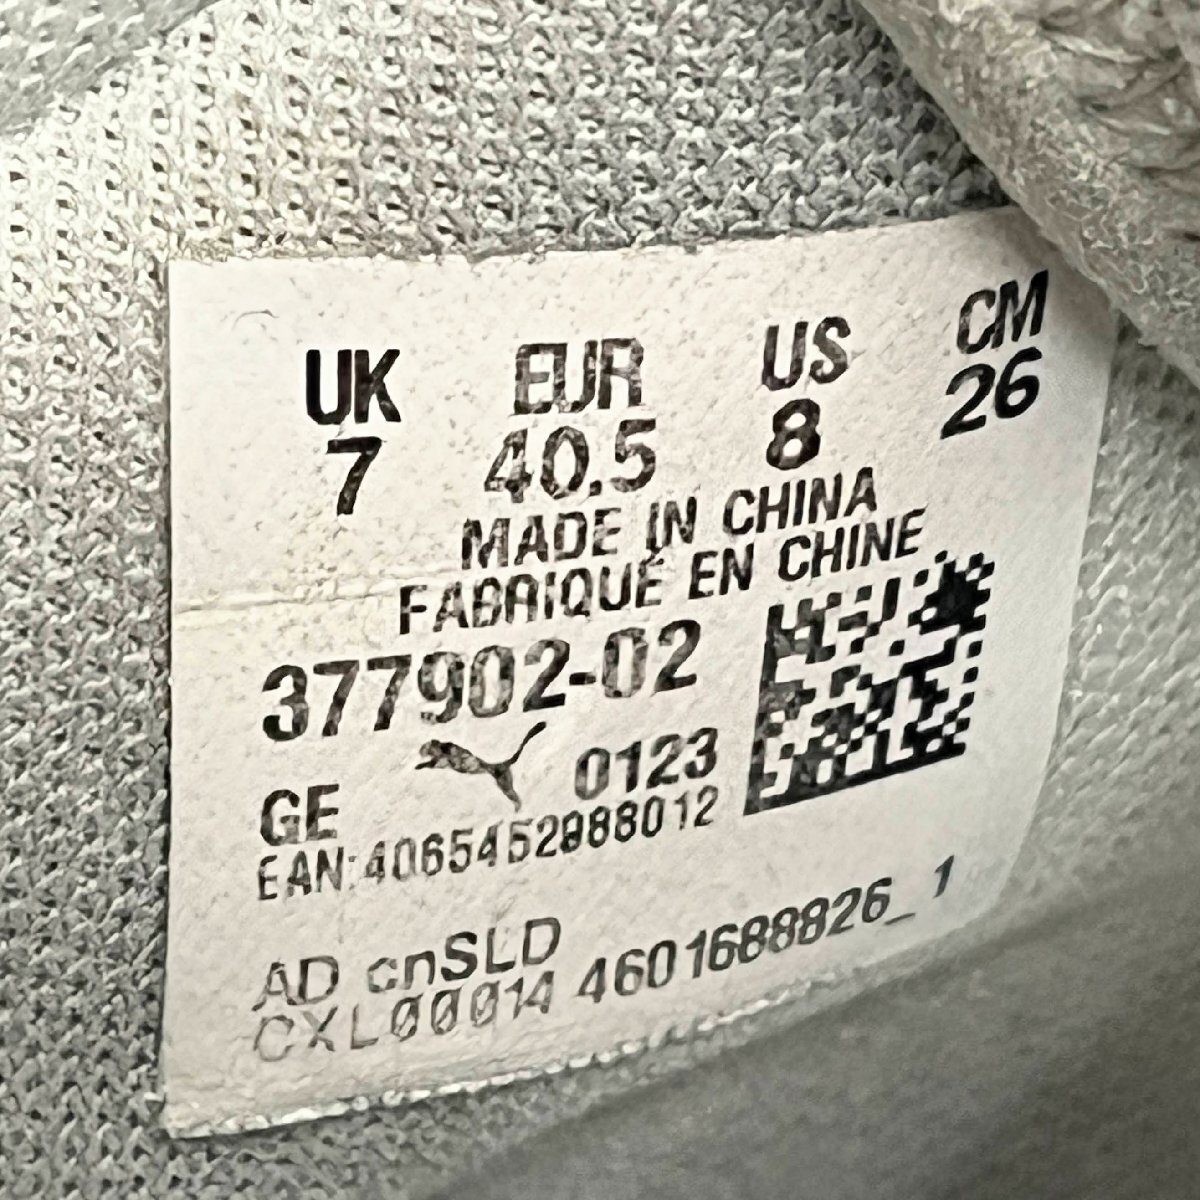 UK EUR US CM
7 40.5 8 26
MADE IN CHINA
FABRIQUÉ EN CHINE
377902-02
GE 0123
EAN:4065452988012
AD cnSLD
CXL00014 4601688826_1